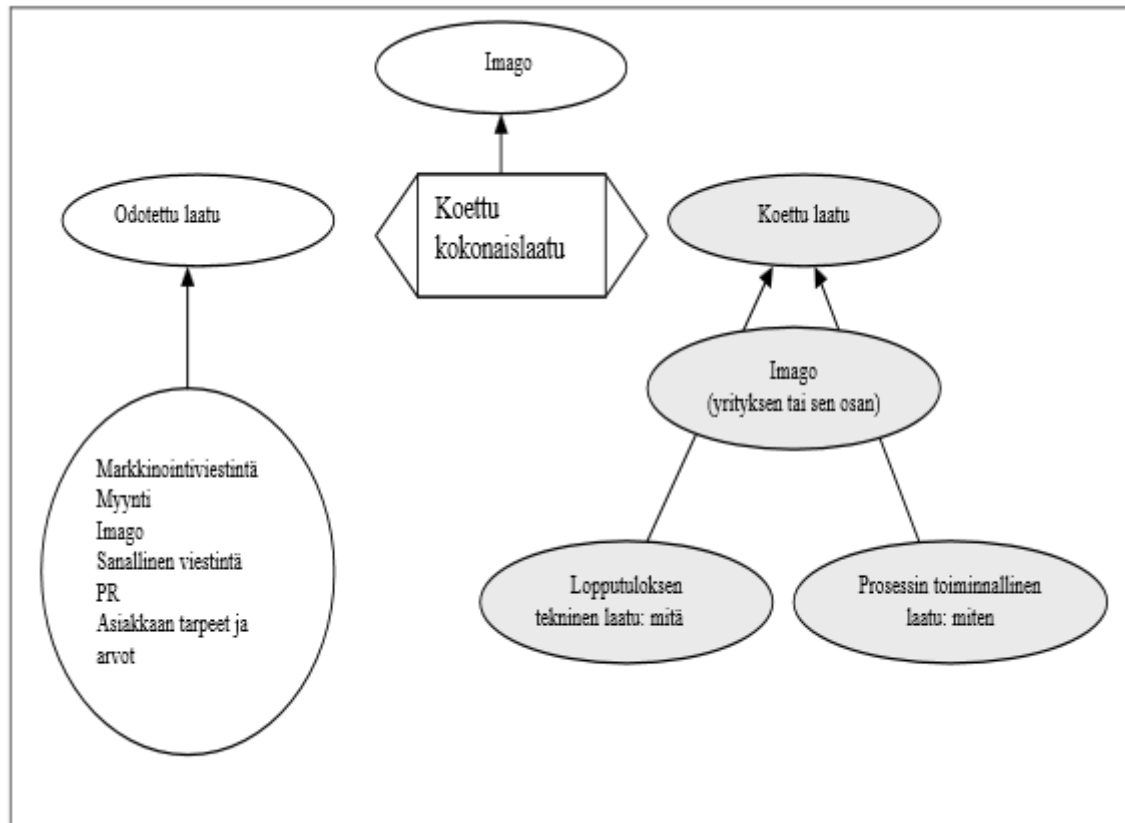 Imago
Odotettu laatu
Koettu
kokonaislaatu
Koettu laatu
Imago
(yrityksen tai sen osan)
Markkinointiviestintä
Myynti
Imago
Sanallinen viestintä
PR
Asiakkaan tarpeet ja
arvot
Lopputuloksen
tekninen laatu: mitä
Prosessin toiminnallinen
laatu: miten